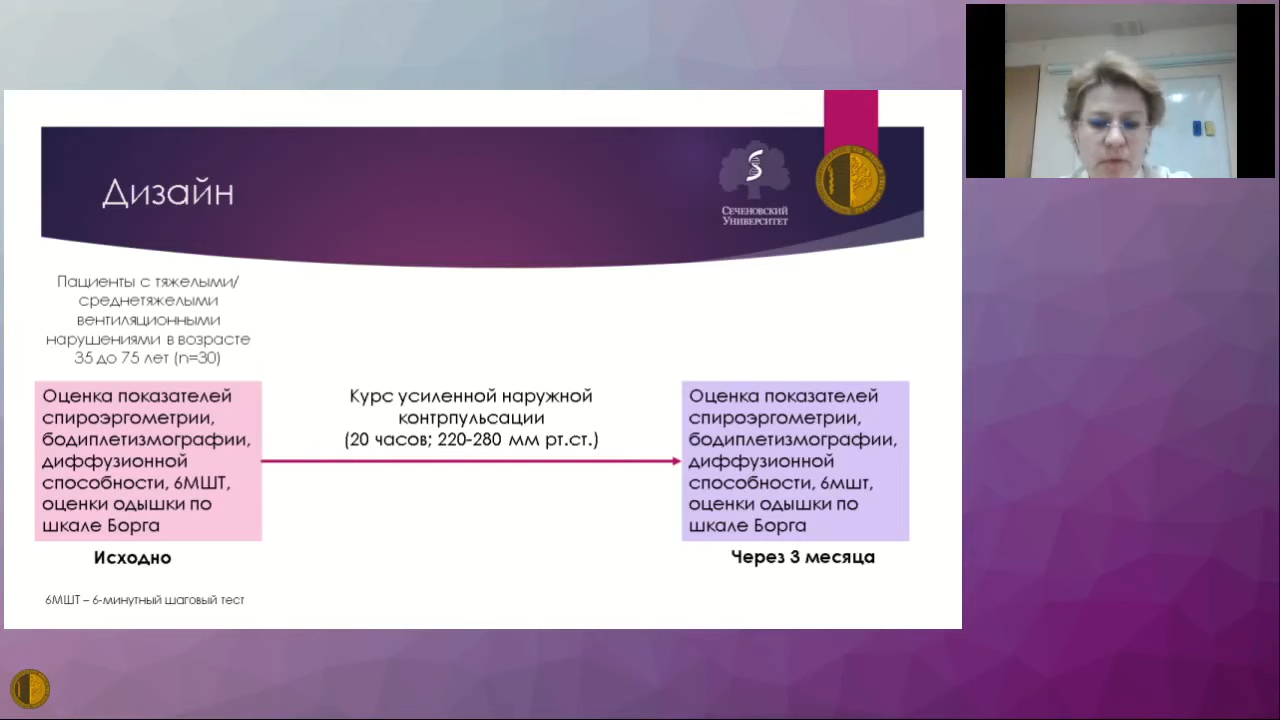 Дизайн
Сеченовский
Университет
Пациенты с тяжелыми/
среднетяжелыми
вентиляционными
нарушениями в возрасте
35 до 75 лет (n=30)
Оценка показателей
спироэргометрии,
бодиплетизмографии,
диффузионной
способности, 6МШТ,
оценки одышки по
шкале Борга
Исходно
Курс усиленной наружной
контрпульсации
(20 часов; 220-280 мм рт.ст.)
Оценка показателей
спироэргометрии,
бодиплетизмографии,
диффузионной
способности, 6мшт,
оценки одышки по
шкале Борга
Через 3 месяца
6МШТ – 6-минутный шаговый тест